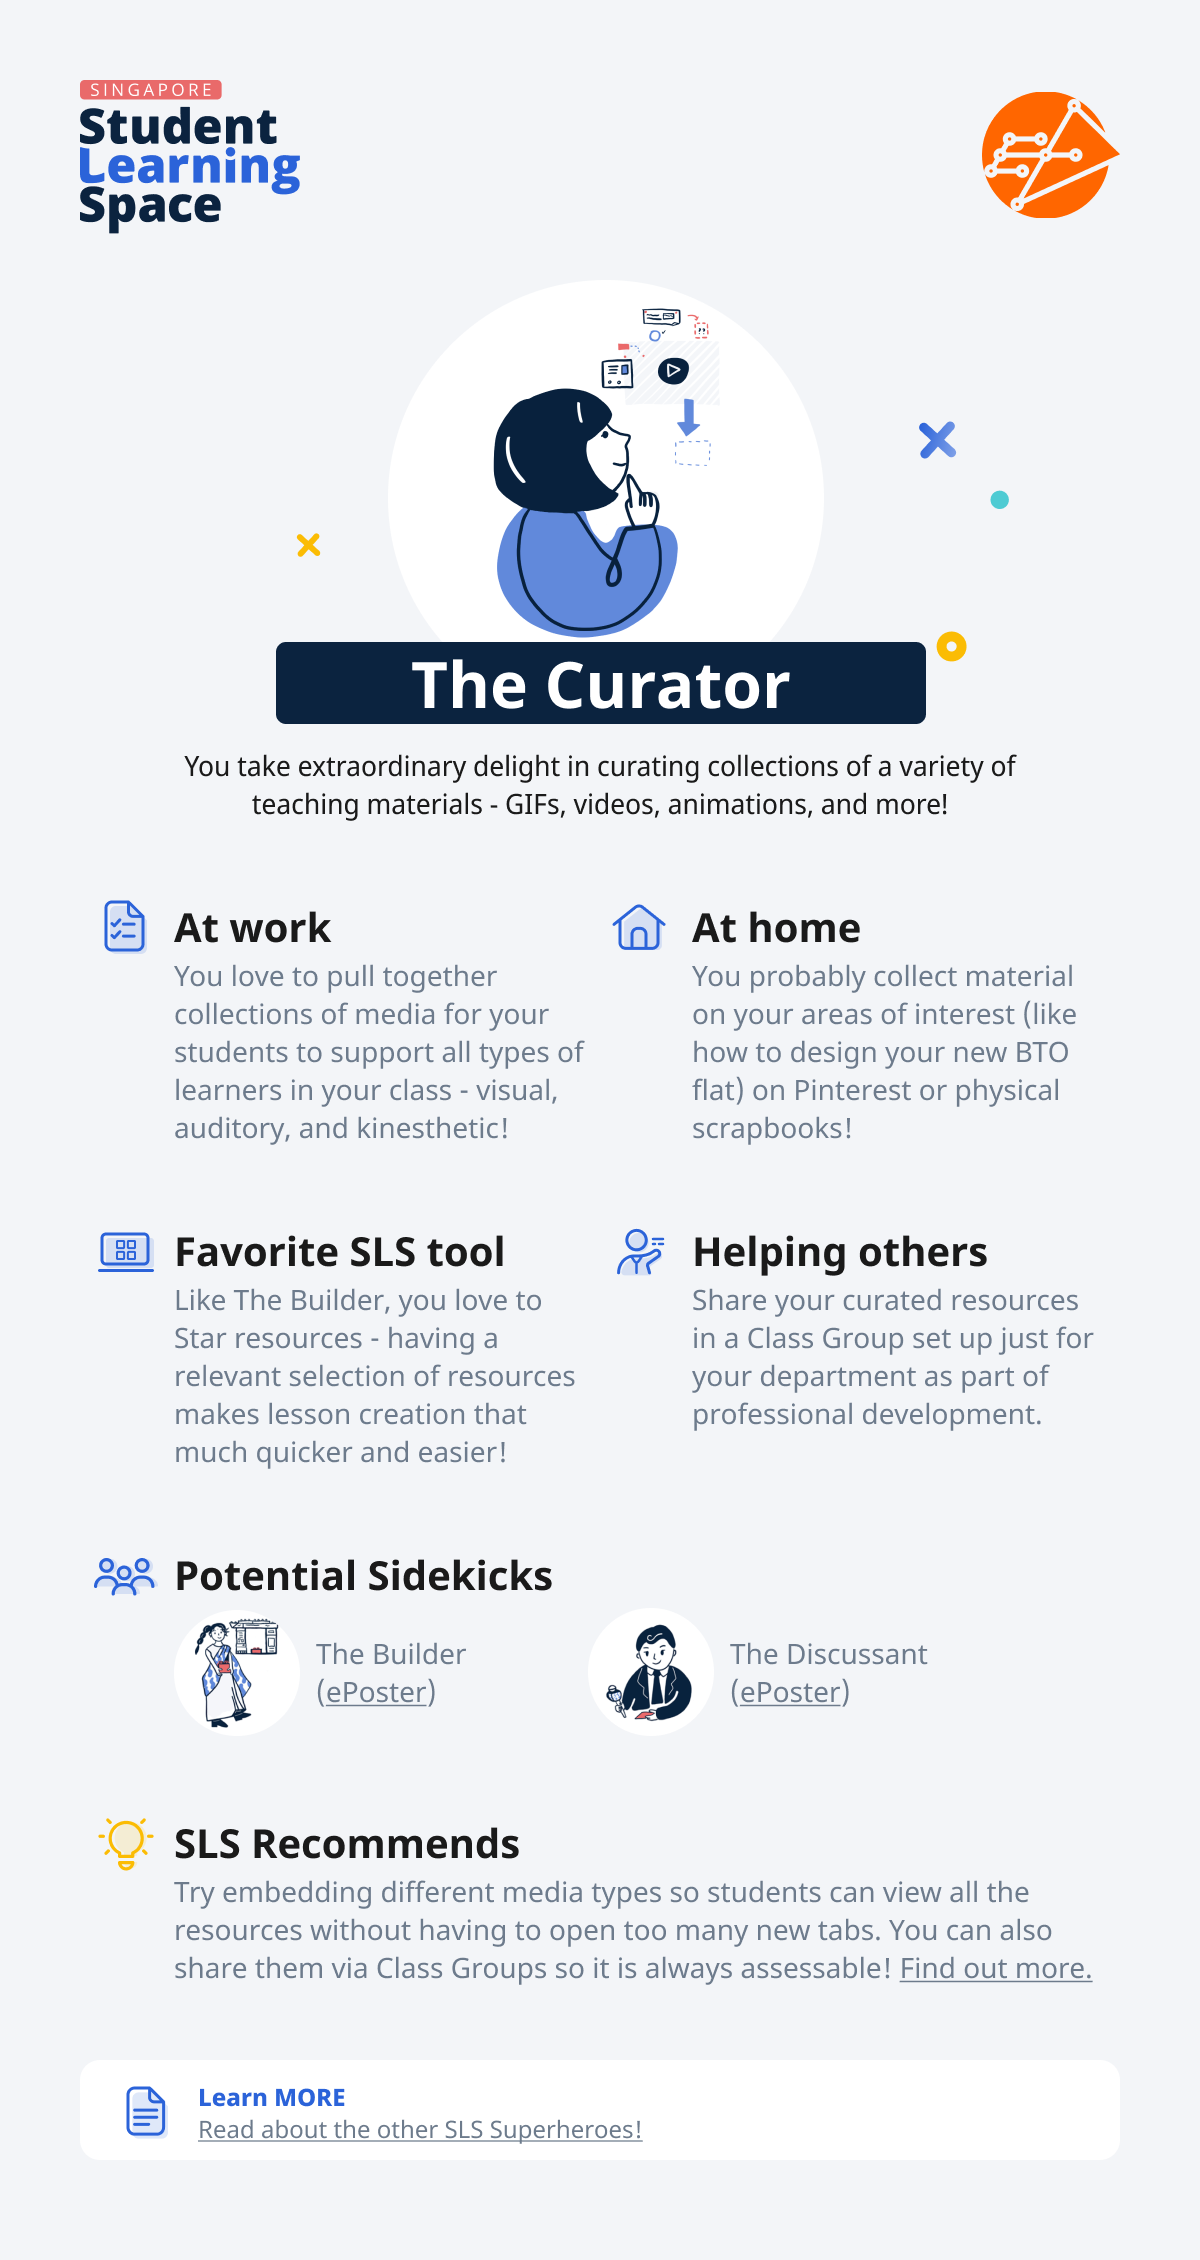 SINGAPORE
Student
Learning
Space
The Curator
You take extraordinary delight in curating collections of a variety of
teaching materials - GIFs, videos, animations, and more!
At work
You love to pull together
collections of media for your
students to support all types of
learners in your class - visual,
auditory, and kinesthetic!
At home
You probably collect material
on your areas of interest (like
how to design your new BTO
flat) on Pinterest or physical
scrapbooks!
Favorite SLS tool
Like The Builder, you love to
Star resources - having a
relevant selection of resources
makes lesson creation that
much quicker and easier!
Helping others
Share your curated resources
in a Class Group set up just for
your department as part of
professional development.
Potential Sidekicks
The Builder
(ePoster)
The Discussant
(ePoster)
SLS Recommends
Try embedding different media types so students can view all the
resources without having to open too many new tabs. You can also
share them via Class Groups so it is always assessable! Find out more.
Learn MORE
Read about the other SLS Superheroes!